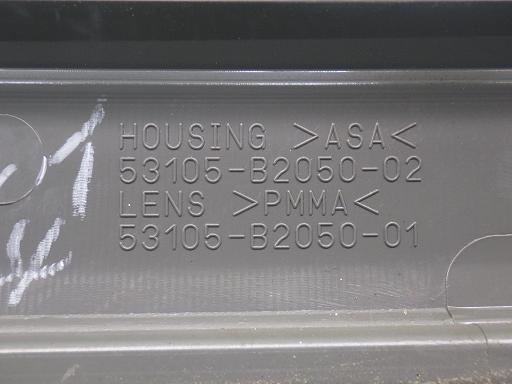 HOUSING >ASA<
53105-B2050-02
LENS >PMMA<
53105-B2050-01